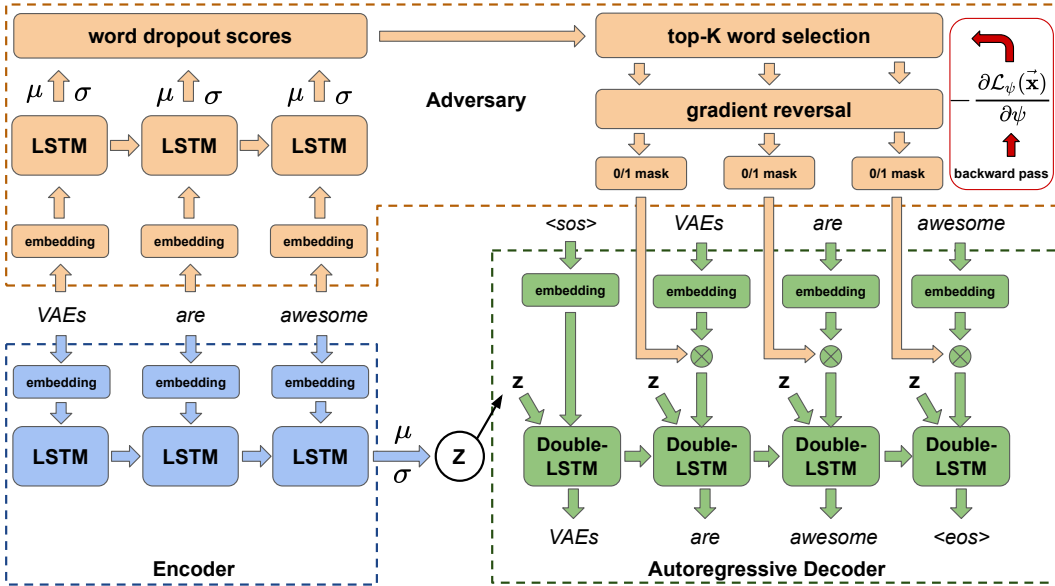 word dropout scores
top-K word selection
μ σ μ σ μ σ
Adversary
gradient reversal
− ∂ℒψ(x⃗) / ∂ψ
backward pass
LSTM LSTM LSTM
0/1 mask 0/1 mask 0/1 mask
embedding embedding embedding
<sos> VAEs are awesome
embedding embedding embedding embedding
VAEs are awesome
embedding embedding embedding
z z z z
LSTM LSTM LSTM
μ
σ
z
Double-LSTM Double-LSTM Double-LSTM Double-LSTM
VAEs are awesome <eos>
Encoder
Autoregressive Decoder